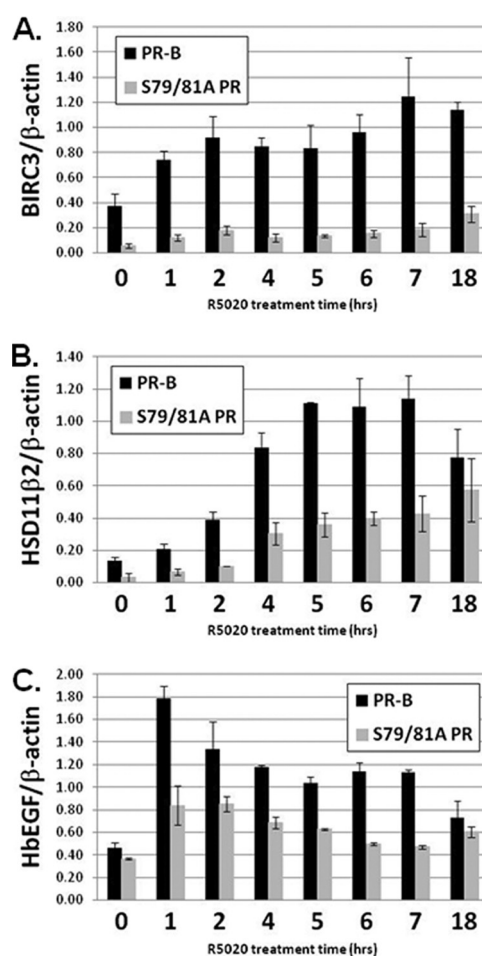 A.
BIRC3/β-actin
1.80
1.60
1.40
1.20
1.00
0.80
0.60
0.40
0.20
0.00
PR-B
S79/81A PR
0 1 2 4 5 6 7 18
R5020 treatment time (hrs)
B.
HSD11β2/β-actin
1.40
1.20
1.00
0.80
0.60
0.40
0.20
0.00
PR-B
S79/81A PR
0 1 2 4 5 6 7 18
R5020 treatment time (hrs)
C.
HbEGF/β-actin
2.00
1.80
1.60
1.40
1.20
1.00
0.80
0.60
0.40
0.20
0.00
PR-B
S79/81A PR
0 1 2 4 5 6 7 18
R5020 treatment time (hrs)